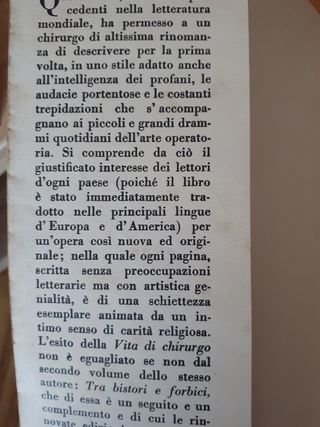 cedenti nella letteratura
mondiale, ha permesso a un
chirurgo di altissima rinoman-
za di descrivere per la prima
volta, in uno stile adatto anche
all'intelligenza dei profani, le
audacie portentose e le costanti
trepidazioni che s'accompa-
gnano ai piccoli e grandi dram-
mi quotidiani dell'arte operato-
ria. Si comprende da ciò il
giustificato interesse dei lettori
d'ogni paese (poiché il libro
è stato immediatamente tra-
dotto nelle principali lingue
d'Europa e d'America) per
un'opera così nuova ed origi-
nale; nella quale ogni pagina,
scritta senza preoccupazioni
letterarie ma con artistica ge-
nialità, è di una schiettezza
esemplare animata da un in-
timo senso di carità religiosa.
L'esito della Vita di chirurgo
non è eguagliato se non dal
secondo volume dello stesso
autore: Tra bistori e forbici,
che di essa è un seguito e un
complemento e di cui le rin-